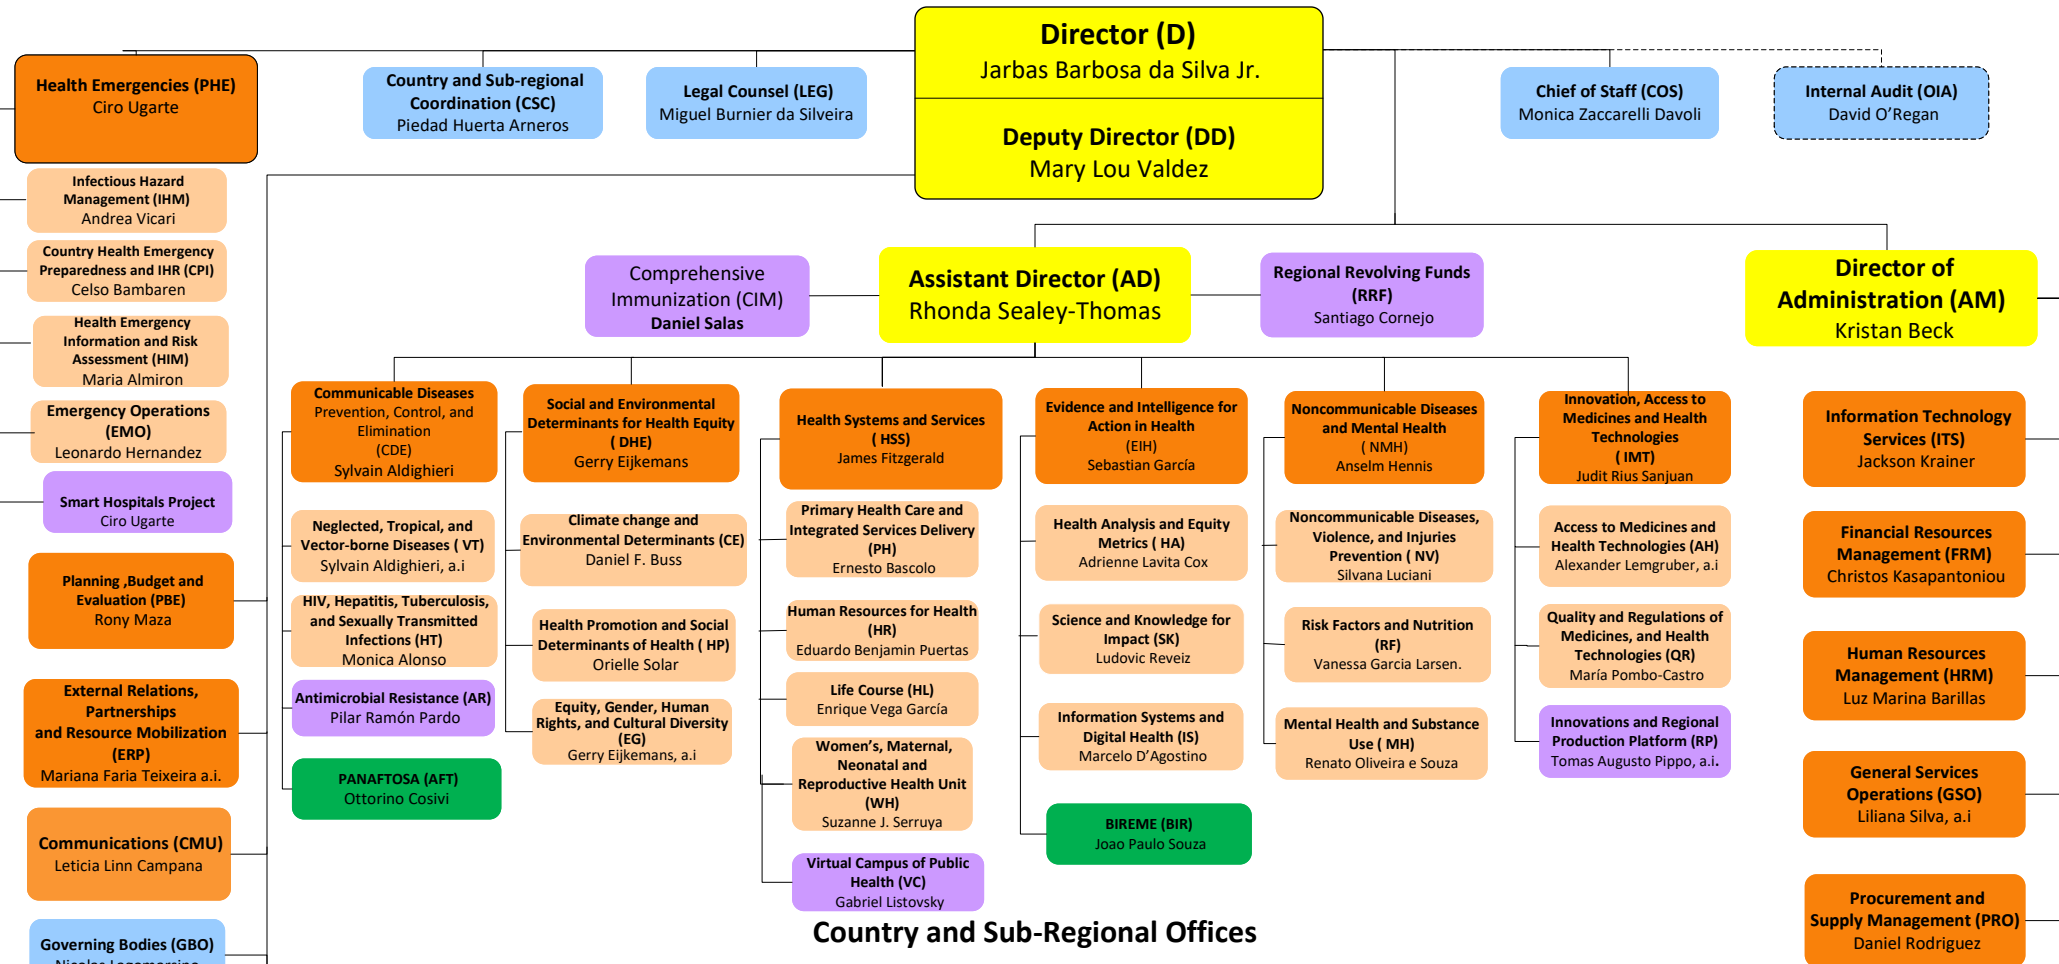 Director (D)
Jarbas Barbosa da Silva Jr.
Deputy Director (DD)
Mary Lou Valdez
Health Emergencies (PHE)
Ciro Ugarte
Country and Sub-regional
Coordination (CSC)
Piedad Huerta Arneros
Legal Counsel (LEG)
Miguel Burnier da Silveira
Chief of Staff (COS)
Monica Zaccarelli Davoli
Internal Audit (OIA)
David O’Regan
Infectious Hazard
Management (IHM)
Andrea Vicari
Country Health Emergency
Preparedness and IHR (CPI)
Celso Bambaren
Health Emergency
Information and Risk
Assessment (HIM)
Maria Almiron
Emergency Operations
(EMO)
Leonardo Hernandez
Smart Hospitals Project
Ciro Ugarte
Planning ,Budget and
Evaluation (PBE)
Rony Maza
External Relations,
Partnerships
and Resource Mobilization
(ERP)
Mariana Faria Teixeira a.i.
Communications (CMU)
Leticia Linn Campana
Governing Bodies (GBO)
Comprehensive
Immunization (CIM)
Daniel Salas
Assistant Director (AD)
Rhonda Sealey-Thomas
Regional Revolving Funds
(RRF)
Santiago Cornejo
Director of
Administration (AM)
Kristan Beck
Communicable Diseases
Prevention, Control, and
Elimination
(CDE)
Sylvain Aldighieri
Neglected, Tropical, and
Vector-borne Diseases ( VT)
Sylvain Aldighieri, a.i
HIV, Hepatitis, Tuberculosis,
and Sexually Transmitted
Infections (HT)
Monica Alonso
Antimicrobial Resistance (AR)
Pilar Ramón Pardo
PANAFTOSA (AFT)
Ottorino Cosivi
Social and Environmental
Determinants for Health Equity
( DHE)
Gerry Eijkemans
Climate change and
Environmental Determinants (CE)
Daniel F. Buss
Health Promotion and Social
Determinants of Health ( HP)
Orielle Solar
Equity, Gender, Human
Rights, and Cultural Diversity
(EG)
Gerry Eijkemans, a.i
Health Systems and Services
( HSS)
James Fitzgerald
Primary Health Care and
Integrated Services Delivery
(PH)
Ernesto Bascolo
Human Resources for Health
(HR)
Eduardo Benjamin Puertas
Life Course (HL)
Enrique Vega García
Women’s, Maternal,
Neonatal and
Reproductive Health Unit
(WH)
Suzanne J. Serruya
Virtual Campus of Public
Health (VC)
Gabriel Listovsky
Evidence and Intelligence for
Action in Health
(EIH)
Sebastian García
Health Analysis and Equity
Metrics ( HA)
Adrienne Lavita Cox
Science and Knowledge for
Impact (SK)
Ludovic Reveiz
Information Systems and
Digital Health (IS)
Marcelo D’Agostino
BIREME (BIR)
Joao Paulo Souza
Noncommunicable Diseases
and Mental Health
( NMH)
Anselm Hennis
Noncommunicable Diseases,
Violence, and Injuries
Prevention ( NV)
Silvana Luciani
Risk Factors and Nutrition
(RF)
Vanessa Garcia Larsen.
Mental Health and Substance
Use ( MH)
Renato Oliveira e Souza
Innovation, Access to
Medicines and Health
Technologies
( IMT)
Judit Rius Sanjuan
Access to Medicines and
Health Technologies (AH)
Alexander Lemgruber, a.i
Quality and Regulations of
Medicines, and Health
Technologies (QR)
María Pombo-Castro
Innovations and Regional
Production Platform (RP)
Tomas Augusto Pippo, a.i.
Information Technology
Services (ITS)
Jackson Krainer
Financial Resources
Management (FRM)
Christos Kasapantoniou
Human Resources
Management (HRM)
Luz Marina Barillas
General Services
Operations (GSO)
Liliana Silva, a.i
Procurement and
Supply Management (PRO)
Daniel Rodriguez
Country and Sub-Regional Offices